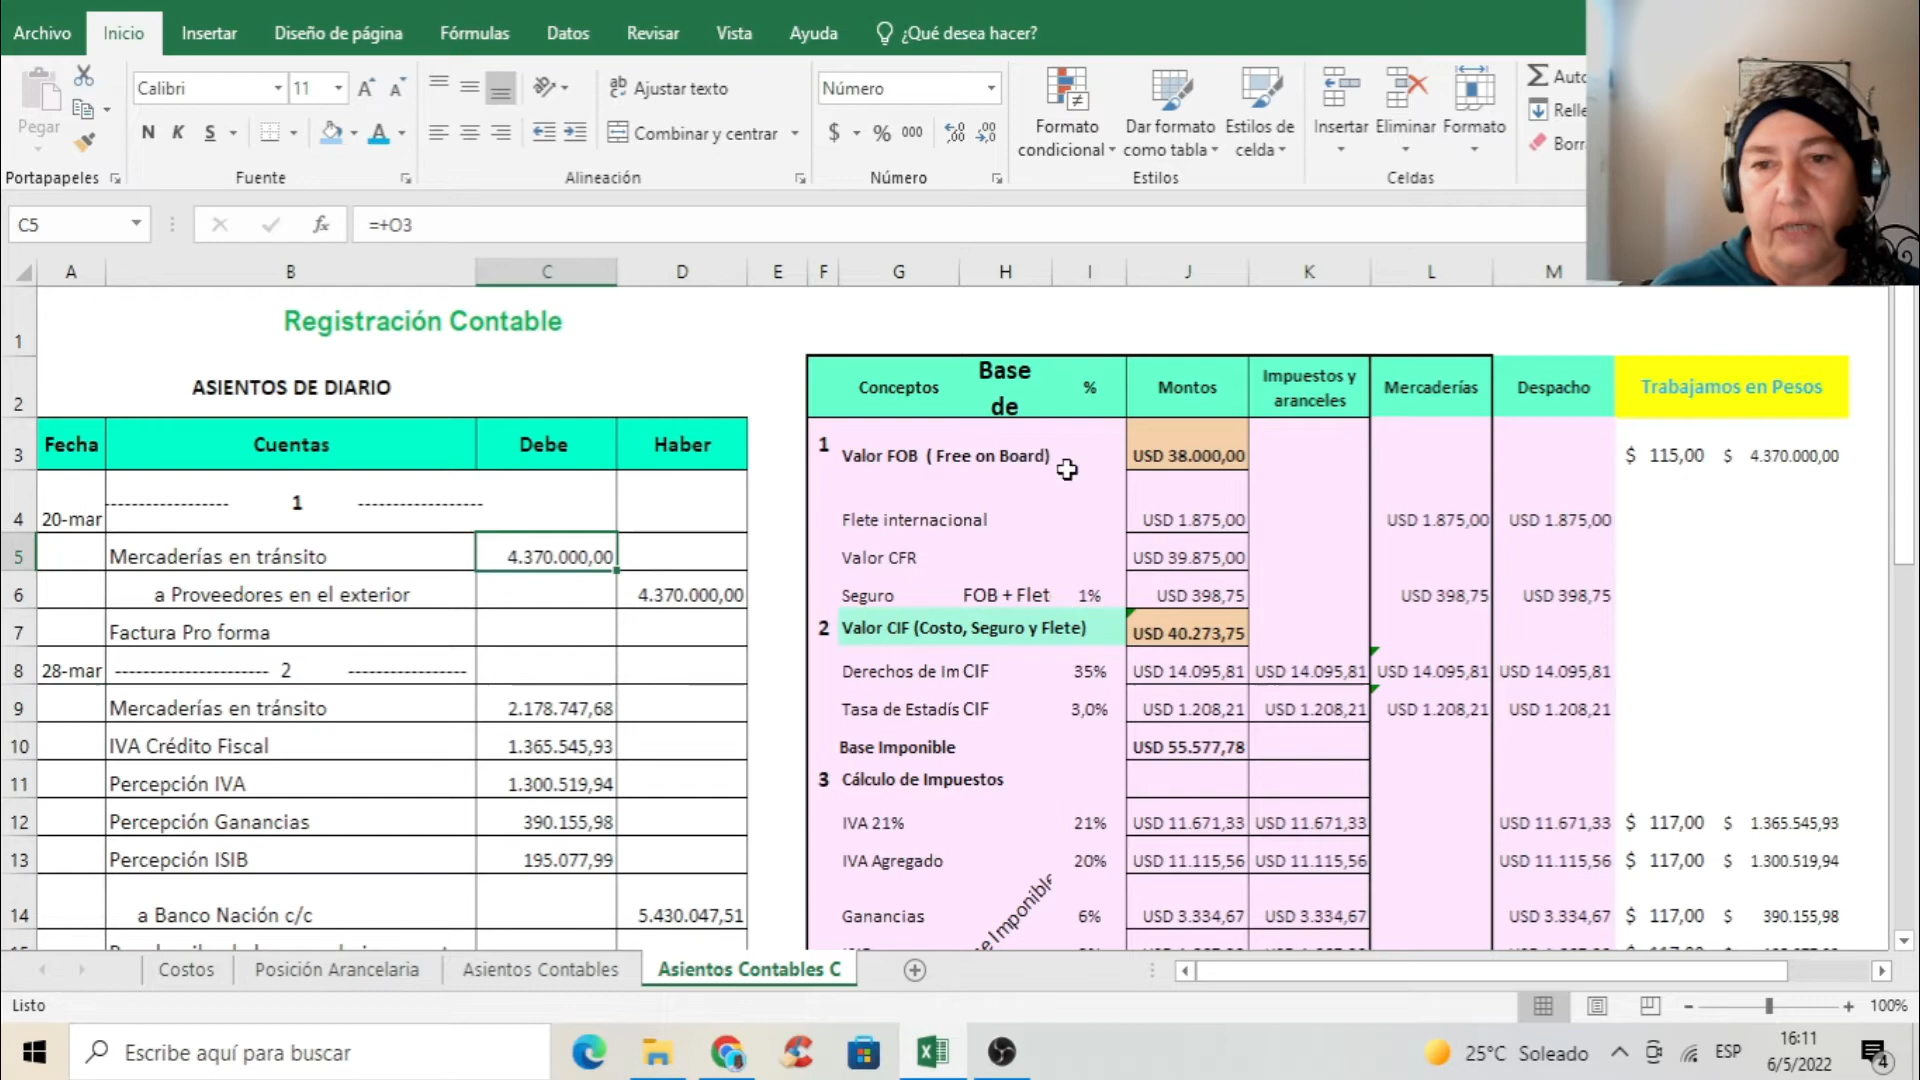 Archivo Inicio Insertar Diseño de página Fórmulas Datos Revisar Vista Ayuda ¿Qué desea hacer?
Pegar
Calibri 11
Ajustar texto
Número
N K S
Combinar y centrar
$ % 000
Formato condicional
Dar formato como tabla
Estilos de celda
Insertar Eliminar Formato
Auto
Relle
Borr
Portapapeles Fuente Alineación Número Estilos Celdas
C5 fx =+O3
A B C D E F G H I J K L M
1 Registración Contable
2 ASIENTOS DE DIARIO Conceptos Base de % Montos Impuestos y aranceles Mercaderías Despacho Trabajamos en Pesos
3 Fecha Cuentas Debe Haber 1 Valor FOB ( Free on Board) USD 38.000,00 $ 115,00 $ 4.370.000,00
4 20-mar ------------------ 1 ------------------ Flete internacional USD 1.875,00 USD 1.875,00 USD 1.875,00
5 Mercaderías en tránsito 4.370.000,00 Valor CFR USD 39.875,00
6 a Proveedores en el exterior 4.370.000,00 Seguro FOB + Flet 1% USD 398,75 USD 398,75 USD 398,75
7 Factura Pro forma 2 Valor CIF (Costo, Seguro y Flete) USD 40.273,75
8 28-mar ---------------------- 2 ----------------- Derechos de Im CIF 35% USD 14.095,81 USD 14.095,81 USD 14.095,81 USD 14.095,81
9 Mercaderías en tránsito 2.178.747,68 Tasa de Estadís CIF 3,0% USD 1.208,21 USD 1.208,21 USD 1.208,21 USD 1.208,21
10 IVA Crédito Fiscal 1.365.545,93 Base Imponible USD 55.577,78
11 Percepción IVA 1.300.519,94 3 Cálculo de Impuestos
12 Percepción Ganancias 390.155,98 IVA 21% 21% USD 11.671,33 USD 11.671,33 USD 11.671,33 $ 117,00 $ 1.365.545,93
13 Percepción ISIB 195.077,99 IVA Agregado 20% USD 11.115,56 USD 11.115,56 USD 11.115,56 $ 117,00 $ 1.300.519,94
14 a Banco Nación c/c 5.430.047,51 Ganancias Imponible 6% USD 3.334,67 USD 3.334,67 USD 3.334,67 $ 117,00 $ 390.155,98
Costos Posición Arancelaria Asientos Contables Asientos Contables C
Listo 100%
Escribe aquí para buscar 25°C Soleado ESP 16:11
6/5/2022 4